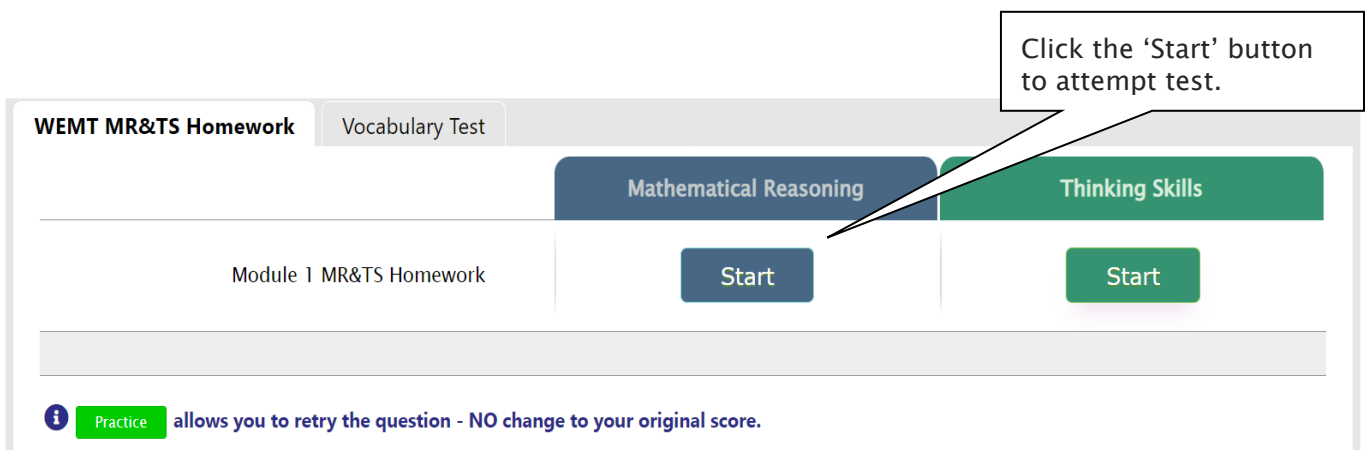 Click the ‘Start’ button
to attempt test.
WEMT MR&TS Homework Vocabulary Test
Mathematical Reasoning Thinking Skills
Module 1 MR&TS Homework Start Start
i Practice allows you to retry the question - NO change to your original score.